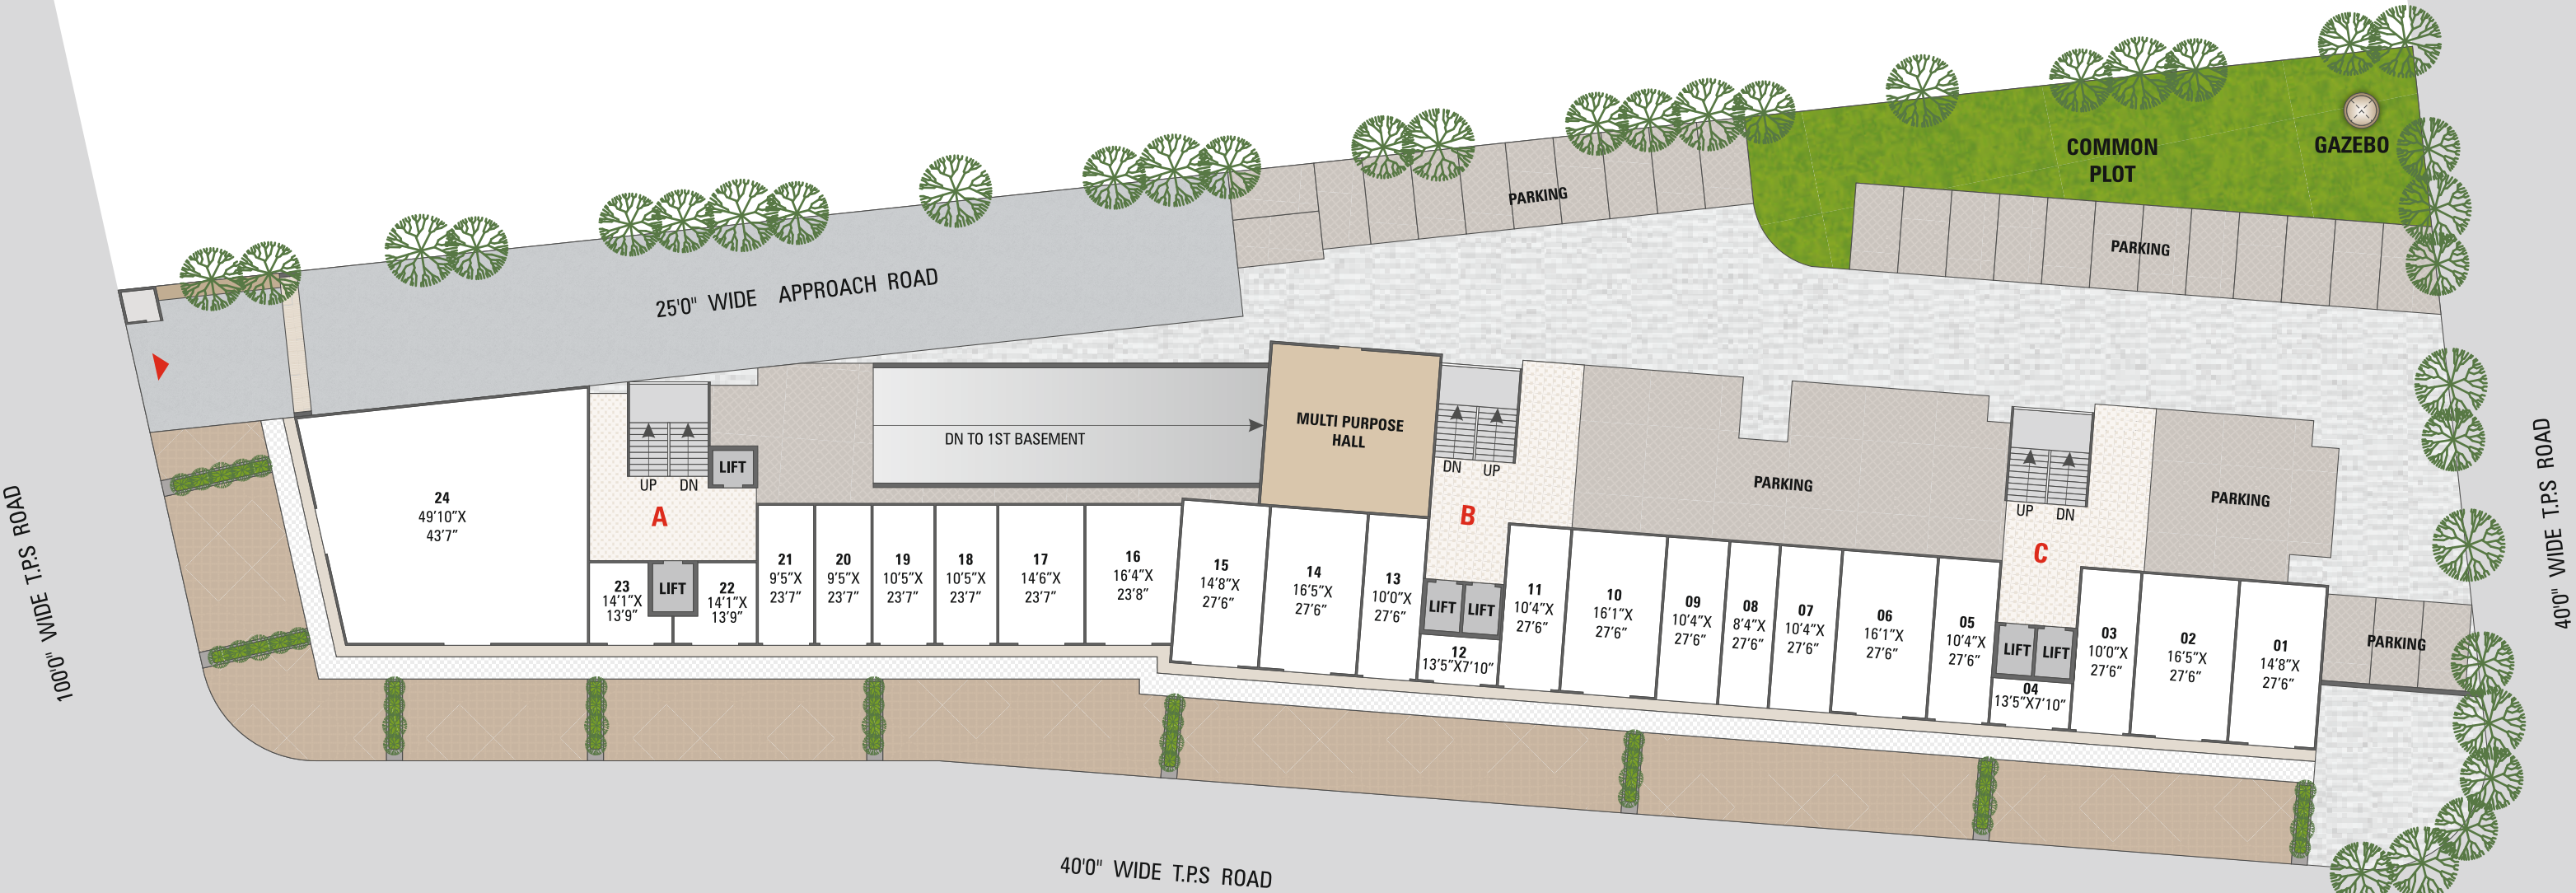 COMMON
PLOT
GAZEBO
PARKING
PARKING
25'0" WIDE APPROACH ROAD
100'0" WIDE T.P.S ROAD
40'0" WIDE T.P.S ROAD
DN TO 1ST BASEMENT
MULTI PURPOSE
HALL
LIFT
UP DN
A
DN UP
B
PARKING
UP DN
C
PARKING
PARKING
24
49'10"X
43'7"
23
14'1"X
13'9"
LIFT
22
14'1"X
13'9"
21
9'5"X
23'7"
20
9'5"X
23'7"
19
10'5"X
23'7"
18
10'5"X
23'7"
17
14'6"X
23'7"
16
16'4"X
23'8"
15
14'8"X
27'6"
14
16'5"X
27'6"
13
10'0"X
27'6"
LIFT LIFT
12
13'5"X7'10"
11
10'4"X
27'6"
10
16'1"X
27'6"
09
10'4"X
27'6"
08
8'4"X
27'6"
07
10'4"X
27'6"
06
16'1"X
27'6"
05
10'4"X
27'6"
LIFT LIFT
04
13'5"X7'10"
03
10'0"X
27'6"
02
16'5"X
27'6"
01
14'8"X
27'6"
40'0" WIDE T.P.S ROAD